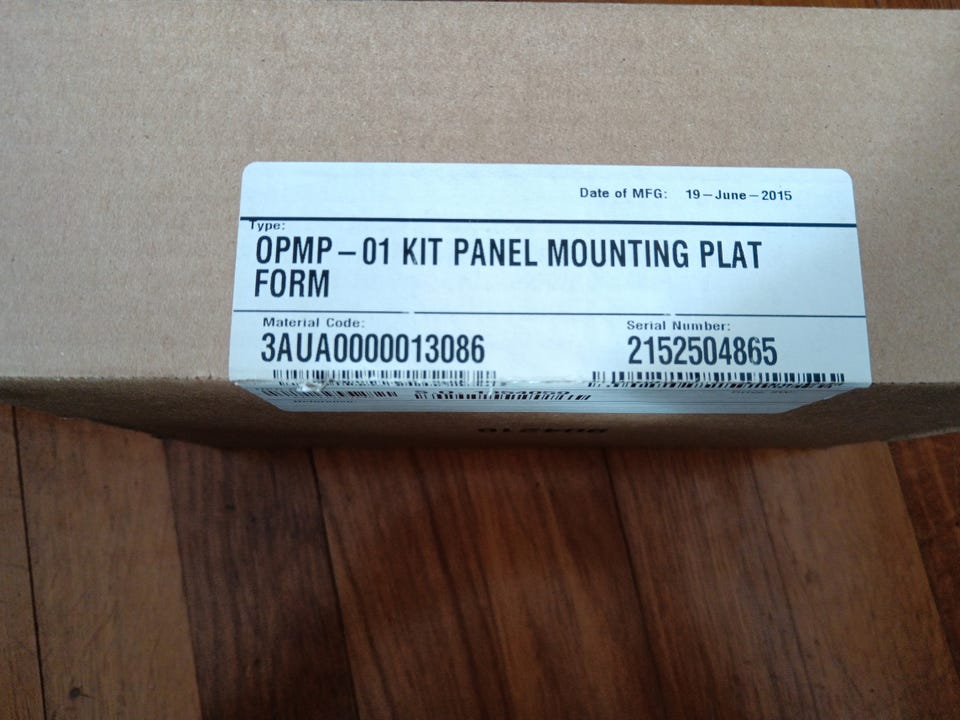 Date of MFG: 19-June-2015
Type:
OPMP-01 KIT PANEL MOUNTING PLAT
FORM
Material Code:
3AUA0000013086
Serial Number:
2152504865